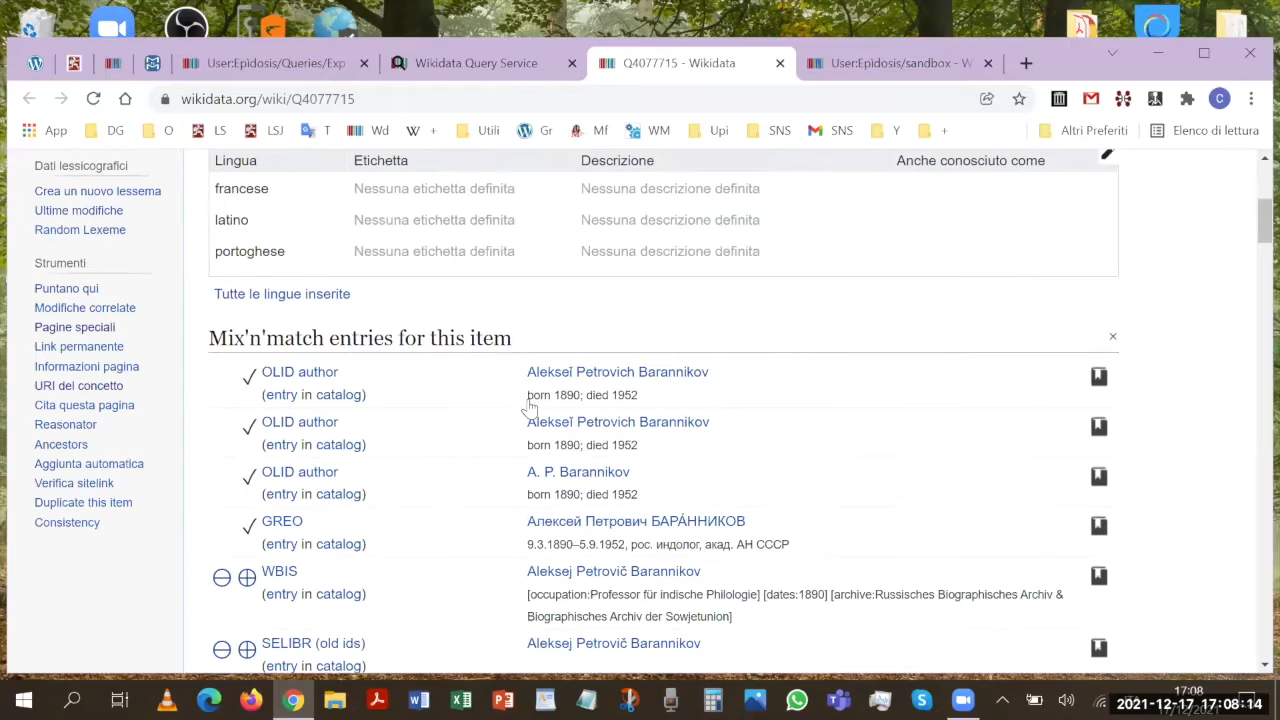 User:Epidosis/Queries/Exp
Wikidata Query Service
Q4077715 - Wikidata
User:Epidosis/sandbox - W
wikidata.org/wiki/Q4077715
C
App DG O LS LSJ T Wd + Utili Gr Mf WM Upi SNS SNS Y + Altri Preferiti Elenco di lettura
Dati lessicografici
Crea un nuovo lessema
Ultime modifiche
Random Lexeme
Strumenti
Puntano qui
Modifiche correlate
Pagine speciali
Link permanente
Informazioni pagina
URI del concetto
Cita questa pagina
Reasonator
Ancestors
Aggiunta automatica
Verifica sitelink
Duplicate this item
Consistency
Lingua Etichetta Descrizione Anche conosciuto come
francese Nessuna etichetta definita Nessuna descrizione definita
latino Nessuna etichetta definita Nessuna descrizione definita
portoghese Nessuna etichetta definita Nessuna descrizione definita
Tutte le lingue inserite
Mix'n'match entries for this item
OLID author Alekseĭ Petrovich Barannikov
(entry in catalog) born 1890; died 1952
OLID author Alekseĭ Petrovich Barannikov
(entry in catalog) born 1890; died 1952
OLID author A. P. Barannikov
(entry in catalog) born 1890; died 1952
GREO Алексей Петрович БАРÁННИКОВ
(entry in catalog) 9.3.1890–5.9.1952, рос. индолог, акад. АН СССР
WBIS Aleksej Petrovič Barannikov
(entry in catalog) [occupation:Professor für indische Philologie] [dates:1890] [archive:Russisches Biographisches Archiv &
Biographisches Archiv der Sowjetunion]
SELIBR (old ids) Aleksej Petrovič Barannikov
(entry in catalog)
17:08
2021-12-17 17:08:14